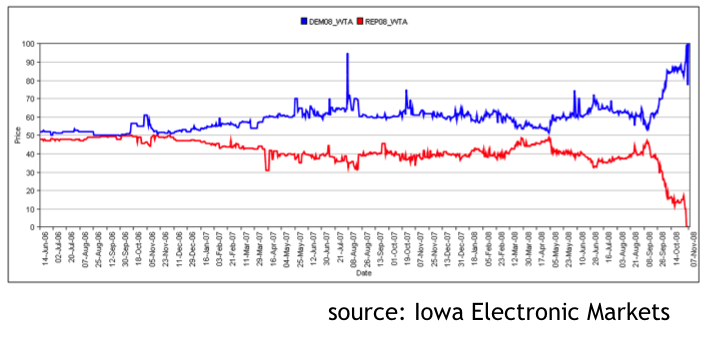 DEM08_WTA REP08_WTA
100
90
80
70
60
50
40
30
20
10
0
Price
14-Jun-06
02-Jul-06
20-Jul-06
07-Aug-06
25-Aug-06
12-Sep-06
30-Sep-06
18-Oct-06
05-Nov-06
23-Nov-06
11-Dec-06
29-Dec-06
16-Jan-07
03-Feb-07
21-Feb-07
11-Mar-07
29-Mar-07
16-Apr-07
04-May-07
25-May-07
12-Jun-07
30-Jun-07
21-Jul-07
08-Aug-07
26-Aug-07
13-Sep-07
01-Oct-07
19-Oct-07
07-Nov-07
25-Nov-07
13-Dec-07
31-Dec-07
18-Jan-08
05-Feb-08
23-Feb-08
12-Mar-08
30-Mar-08
17-Apr-08
05-May-08
23-May-08
10-Jun-08
28-Jun-08
16-Jul-08
03-Aug-08
21-Aug-08
08-Sep-08
26-Sep-08
14-Oct-08
07-Nov-08
Date
source: Iowa Electronic Markets